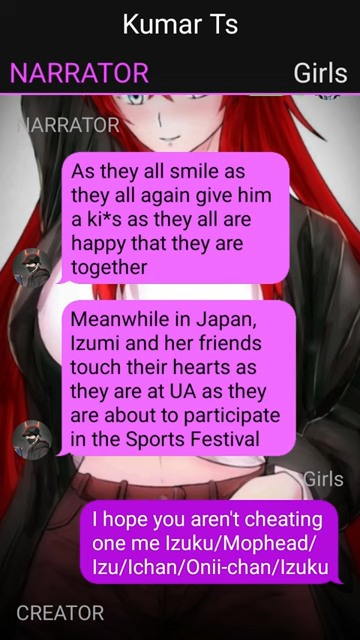 Kumar Ts
NARRATOR
Girls
NARRATOR
As they all smile as
they all again give him
a ki*s as they all are
happy that they are
together
Meanwhile in Japan,
Izumi and her friends
touch their hearts as
they are at UA as they
are about to participate
in the Sports Festival
Girls
I hope you aren't cheating
one me Izuku/Mophead/
Izu/Ichan/Onii-chan/Izuku
CREATOR